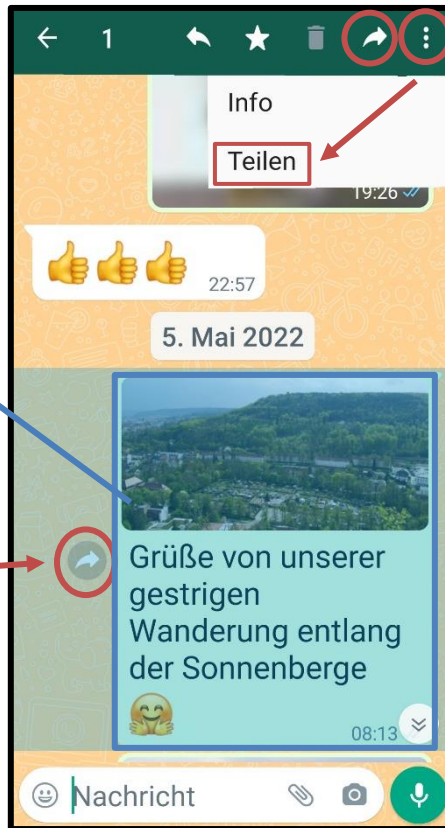 1
Info
Teilen
19:26
22:57
5. Mai 2022
Grüße von unserer
gestrigen
Wanderung entlang
der Sonnenberge
🤗
08:13
Nachricht